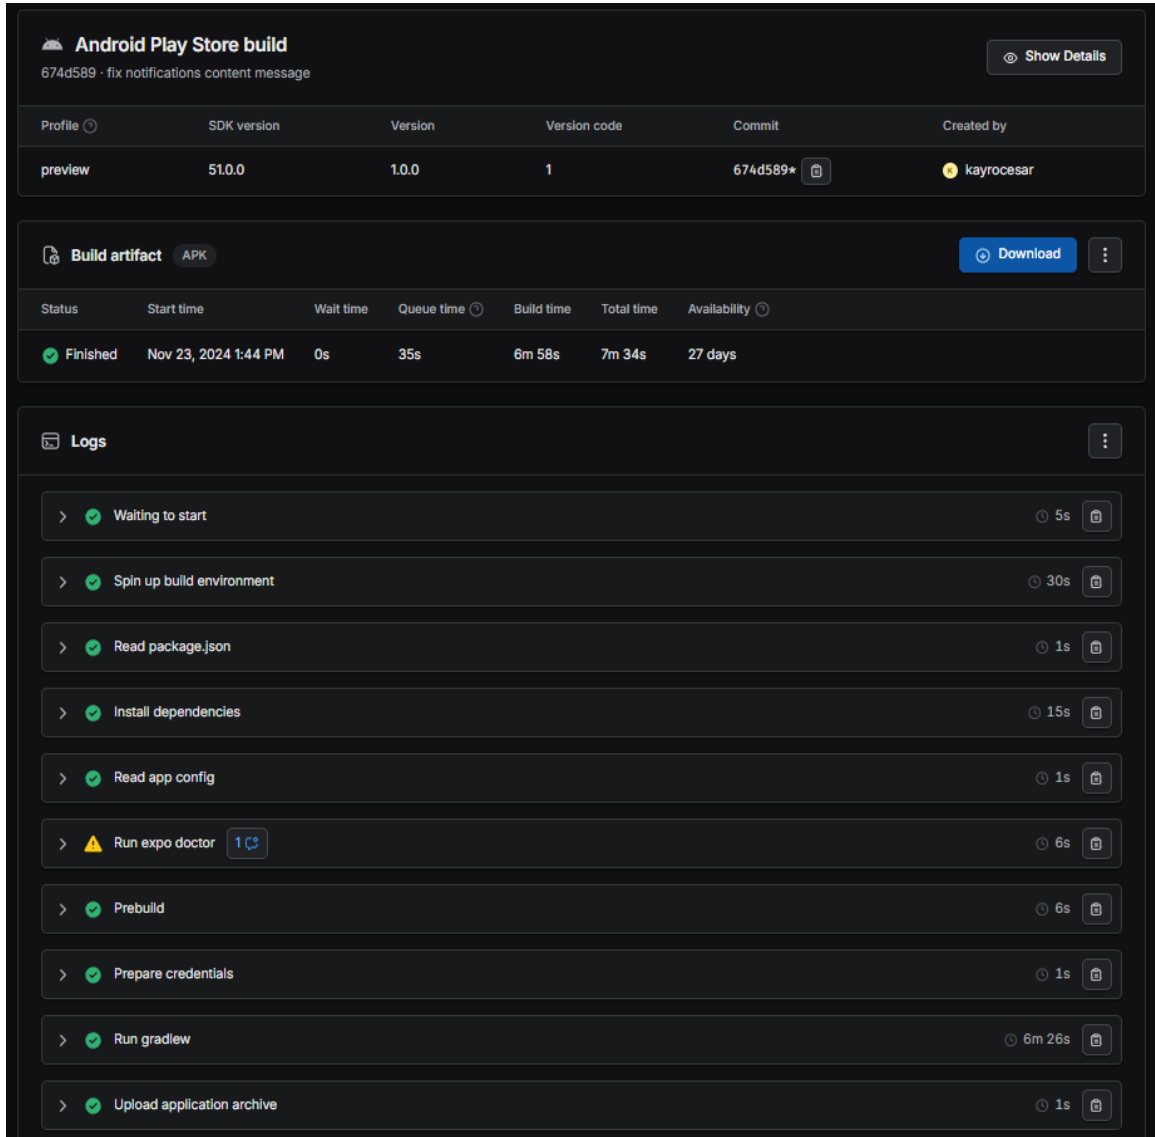 Android Play Store build
Show Details
674d589 · fix notifications content message
Profile SDK version Version Version code Commit Created by
preview 51.0.0 1.0.0 1 674d589* K kayrocesar
Build artifact APK Download
Status Start time Wait time Queue time Build time Total time Availability
Finished Nov 23, 2024 1:44 PM 0s 35s 6m 58s 7m 34s 27 days
Logs
Waiting to start 5s
Spin up build environment 30s
Read package.json 1s
Install dependencies 15s
Read app config 1s
Run expo doctor 1 6s
Prebuild 6s
Prepare credentials 1s
Run gradlew 6m 26s
Upload application archive 1s